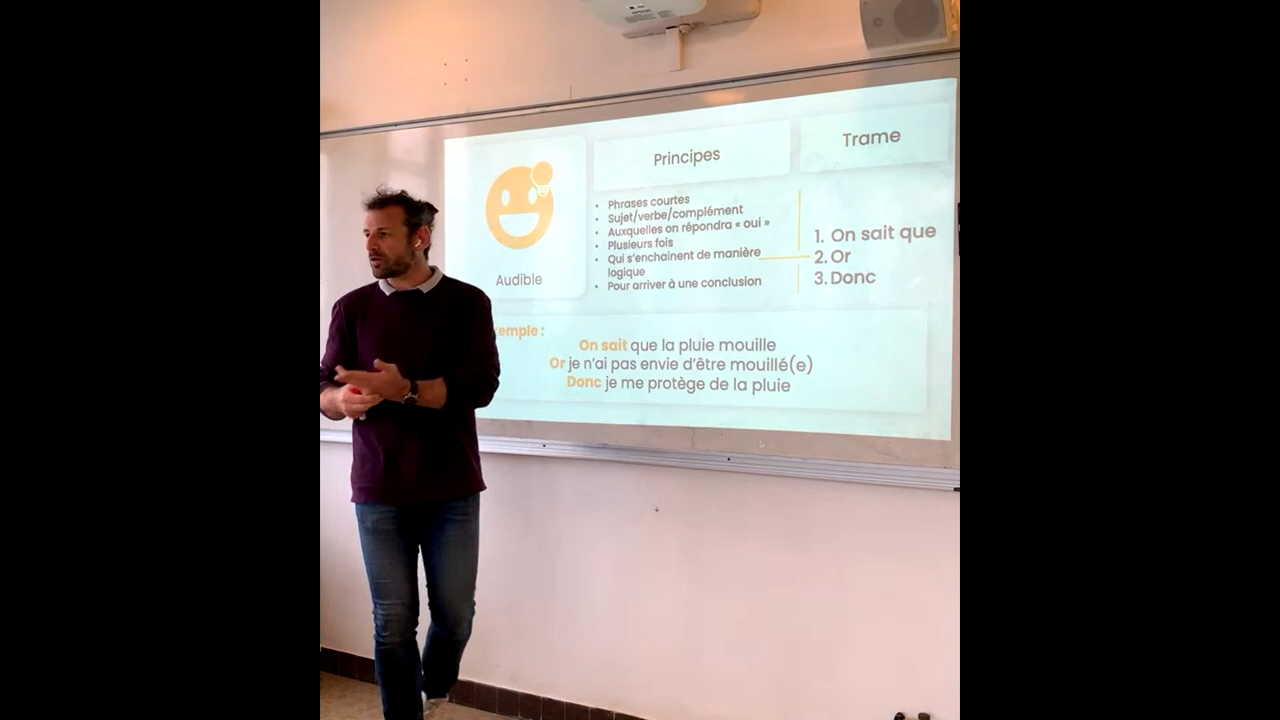 Principes
Trame
Audible
• Phrases courtes
• Sujet/verbe/complément
• Auxquelles on répondra « oui »
• Plusieurs fois
• Qui s'enchainent de manière
logique
• Pour arriver à une conclusion
1. On sait que
2. Or
3. Donc
emple :
On sait que la pluie mouille
Or je n'ai pas envie d'être mouillé(e)
Donc je me protège de la pluie